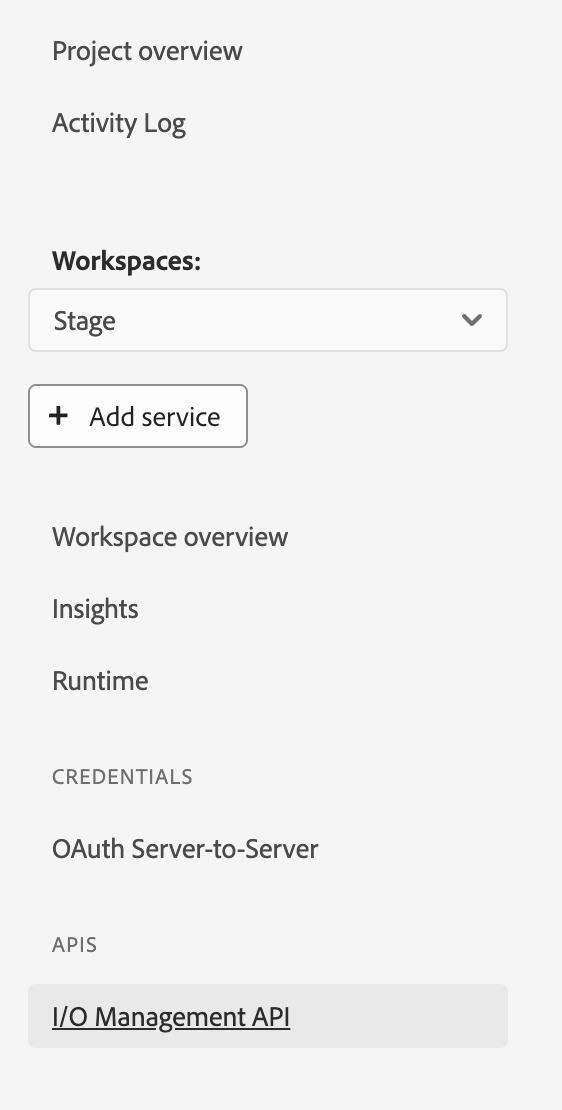 Project overview
Activity Log
Workspaces:
Stage
+ Add service
Workspace overview
Insights
Runtime
CREDENTIALS
OAuth Server-to-Server
APIS
I/O Management API